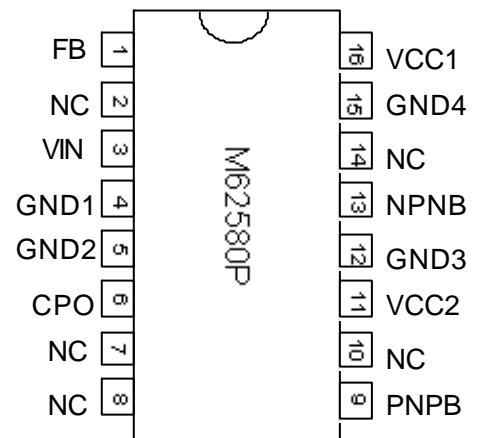 FB 1
NC 2
VIN 3
GND1 4
GND2 5
CPO 6
NC 7
NC 8
M62580P
16 VCC1
15 GND4
14 NC
13 NPNB
12 GND3
11 VCC2
10 NC
9 PNPB